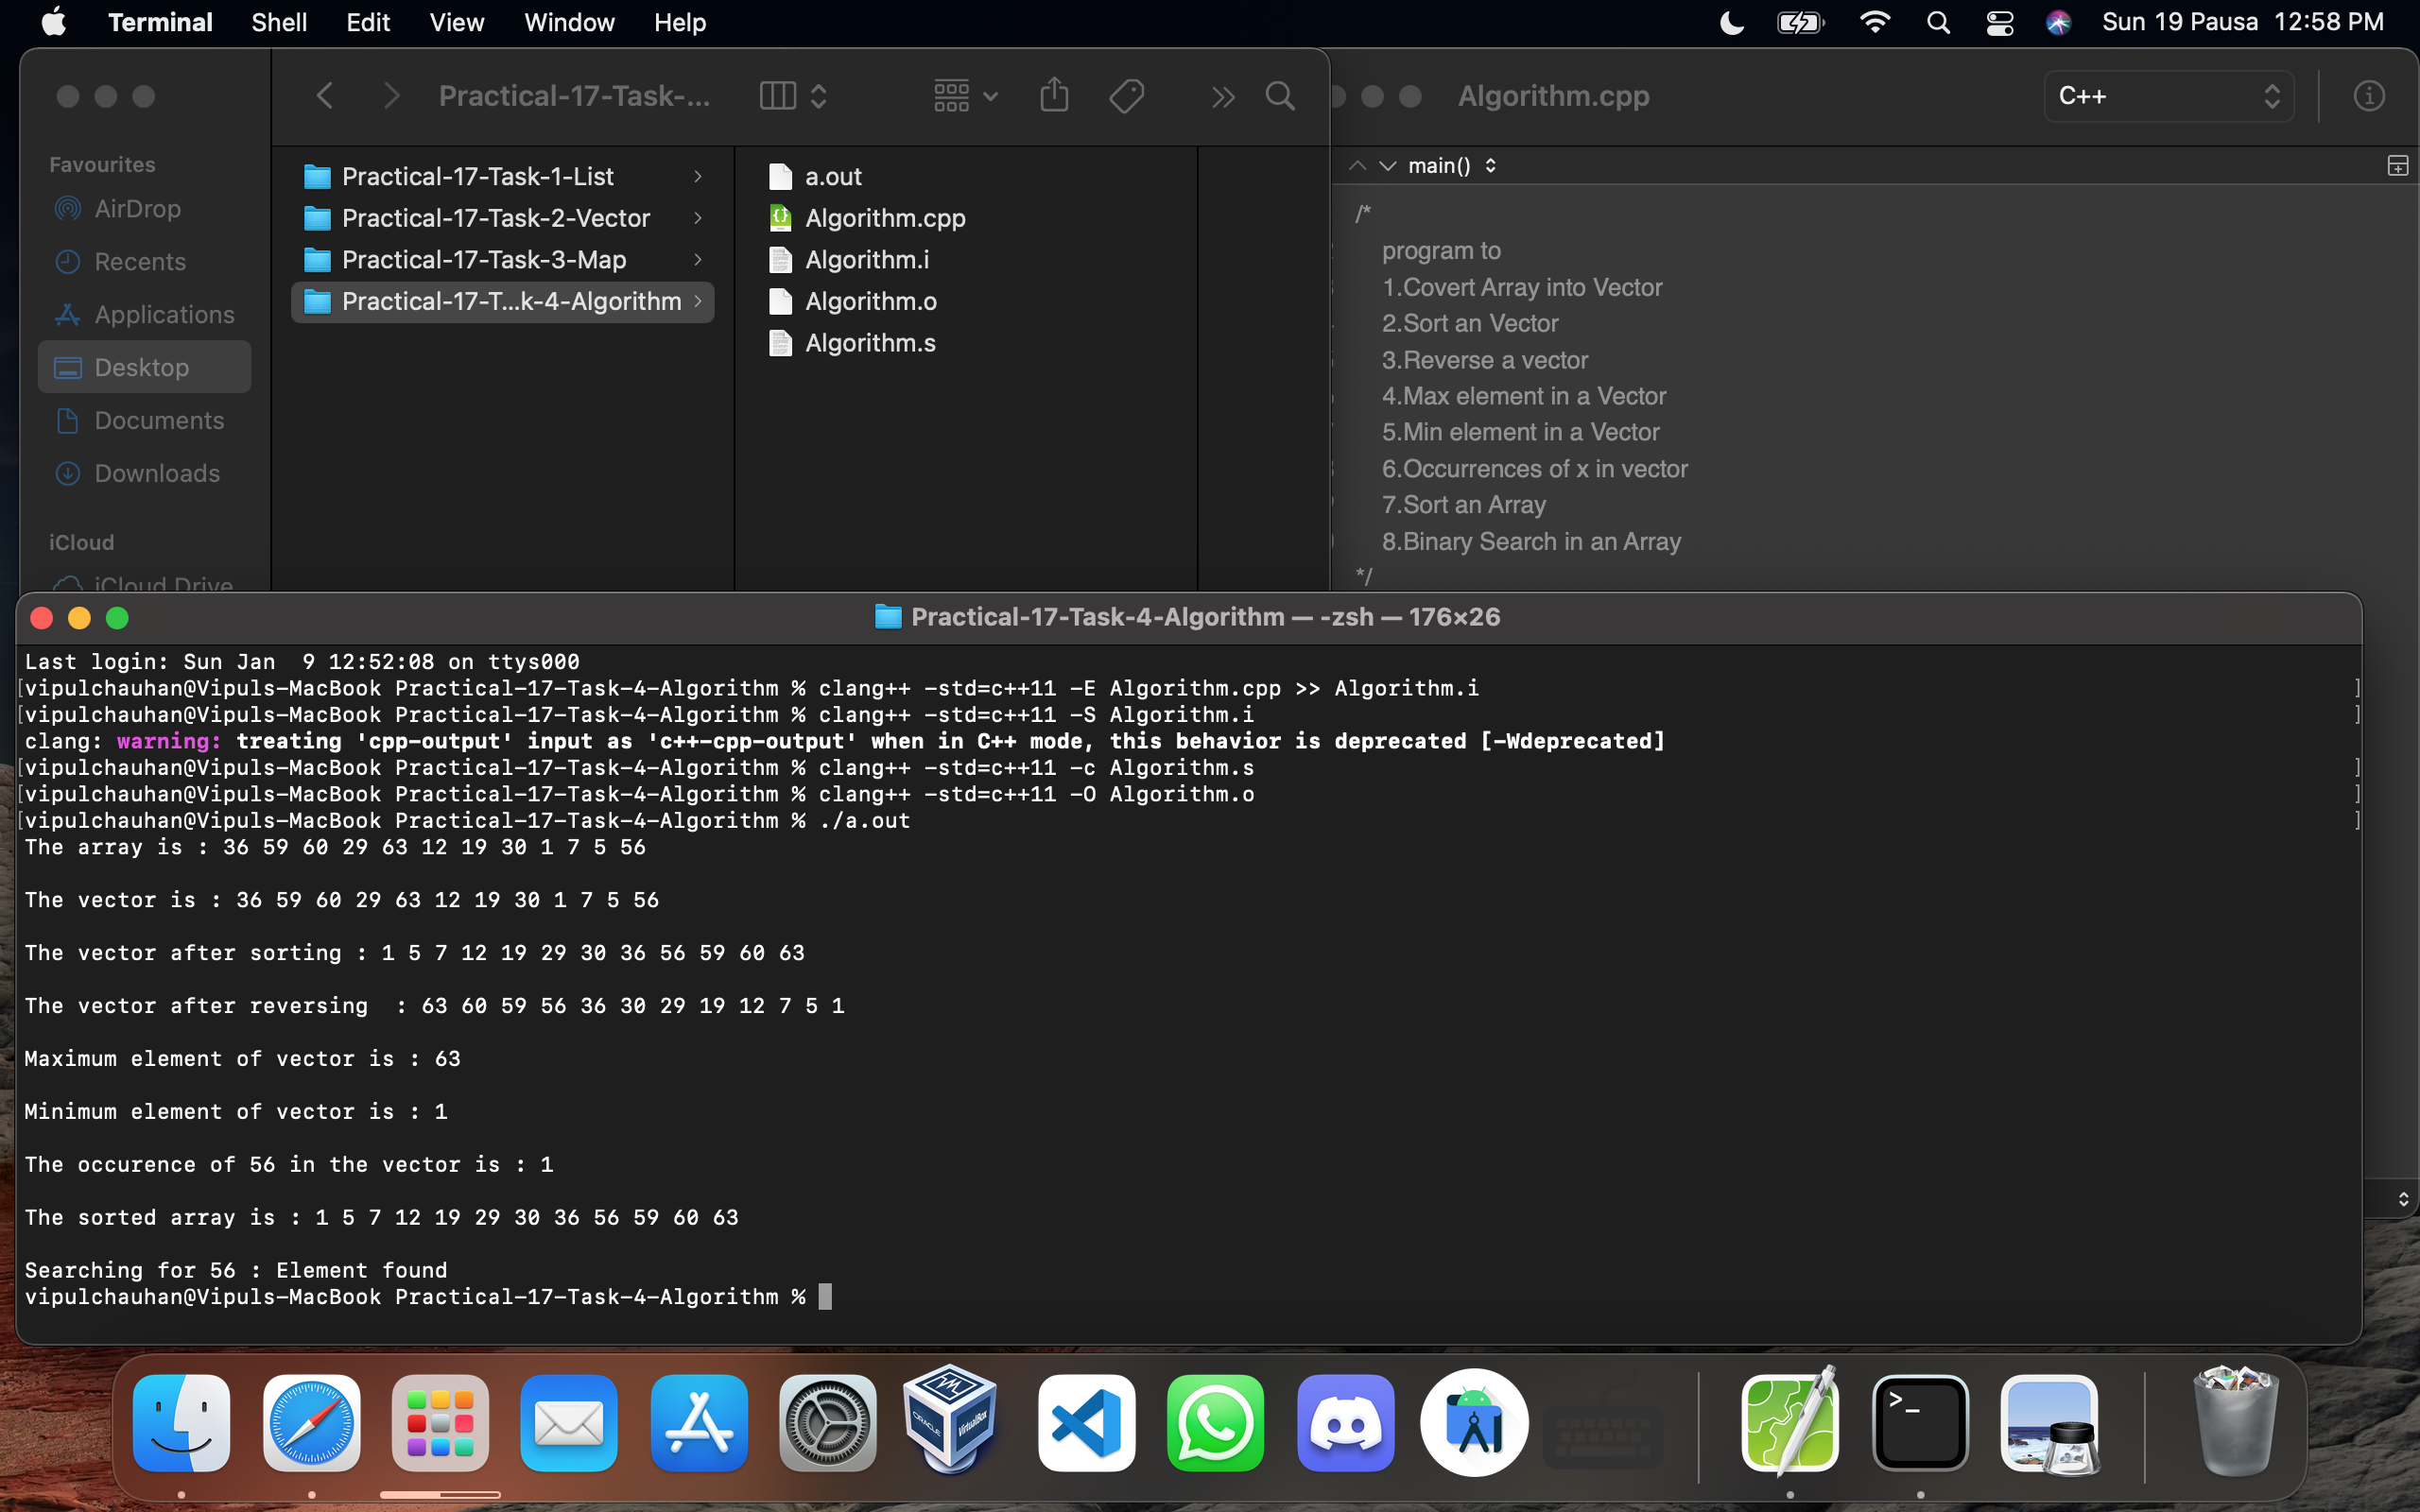 Terminal Shell Edit View Window Help Sun 19 Pausa 12:58 PM
Practical-17-Task-...
Favourites
AirDrop
Recents
Applications
Desktop
Documents
Downloads
iCloud
iCloud Drive
Practical-17-Task-1-List
Practical-17-Task-2-Vector
Practical-17-Task-3-Map
Practical-17-T...k-4-Algorithm
a.out
Algorithm.cpp
Algorithm.i
Algorithm.o
Algorithm.s
Algorithm.cpp
C++
main()
/*
program to
1.Covert Array into Vector
2.Sort an Vector
3.Reverse a vector
4.Max element in a Vector
5.Min element in a Vector
6.Occurrences of x in vector
7.Sort an Array
8.Binary Search in an Array
*/
Practical-17-Task-4-Algorithm — -zsh — 176×26
Last login: Sun Jan  9 12:52:08 on ttys000
[vipulchauhan@Vipuls-MacBook Practical-17-Task-4-Algorithm % clang++ -std=c++11 -E Algorithm.cpp >> Algorithm.i ]
[vipulchauhan@Vipuls-MacBook Practical-17-Task-4-Algorithm % clang++ -std=c++11 -S Algorithm.i ]
clang: warning: treating 'cpp-output' input as 'c++-cpp-output' when in C++ mode, this behavior is deprecated [-Wdeprecated]
[vipulchauhan@Vipuls-MacBook Practical-17-Task-4-Algorithm % clang++ -std=c++11 -c Algorithm.s ]
[vipulchauhan@Vipuls-MacBook Practical-17-Task-4-Algorithm % clang++ -std=c++11 -O Algorithm.o ]
[vipulchauhan@Vipuls-MacBook Practical-17-Task-4-Algorithm % ./a.out ]
The array is : 36 59 60 29 63 12 19 30 1 7 5 56
The vector is : 36 59 60 29 63 12 19 30 1 7 5 56
The vector after sorting : 1 5 7 12 19 29 30 36 56 59 60 63
The vector after reversing  : 63 60 59 56 36 30 29 19 12 7 5 1
Maximum element of vector is : 63
Minimum element of vector is : 1
The occurence of 56 in the vector is : 1
The sorted array is : 1 5 7 12 19 29 30 36 56 59 60 63
Searching for 56 : Element found
vipulchauhan@Vipuls-MacBook Practical-17-Task-4-Algorithm %
ORACLE
VirtualBox
>_